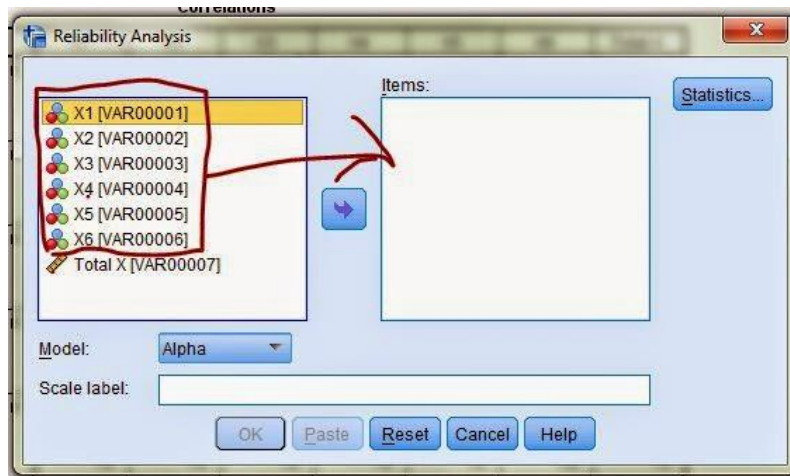 Correlations
Reliability Analysis
Items:
Statistics...
X1 [VAR00001]
X2 [VAR00002]
X3 [VAR00003]
X4 [VAR00004]
X5 [VAR00005]
X6 [VAR00006]
Total X [VAR00007]
Model:
Alpha
Scale label:
OK
Paste
Reset
Cancel
Help